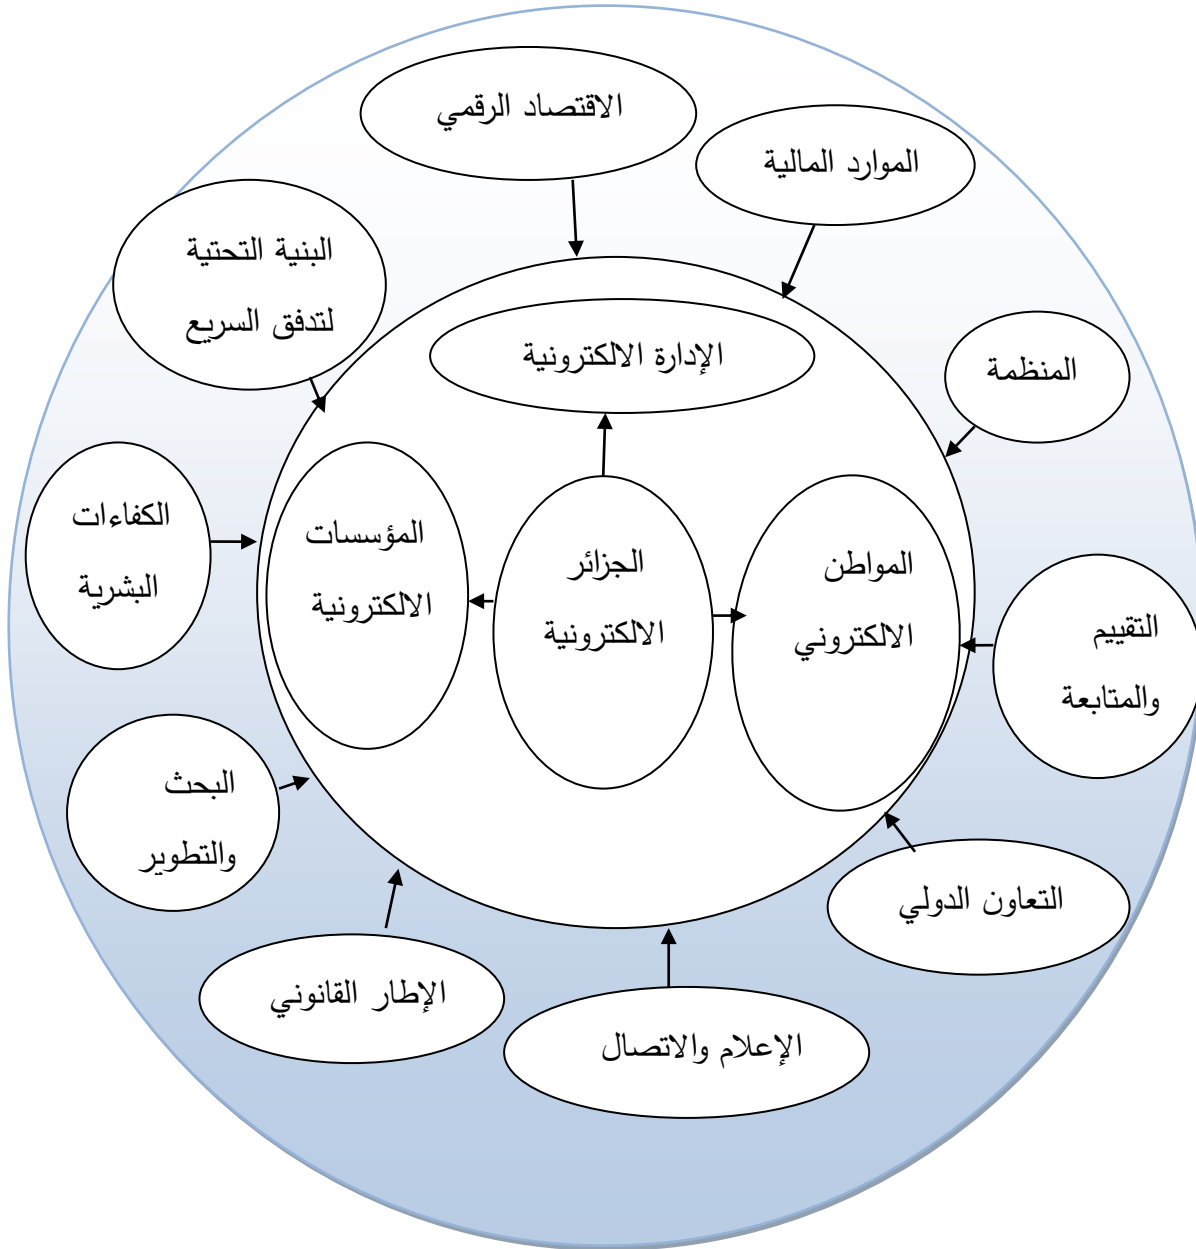 الاقتصاد الرقمي
الموارد المالية
البنية التحتية
لتدفق السريع
الإدارة الالكترونية
المنظمة
الكفاءات
البشرية
المؤسسات
الالكترونية
الجزائر
الالكترونية
المواطن
الالكتروني
التقييم
والمتابعة
البحث
والتطوير
التعاون الدولي
الإطار القانوني
الإعلام والاتصال